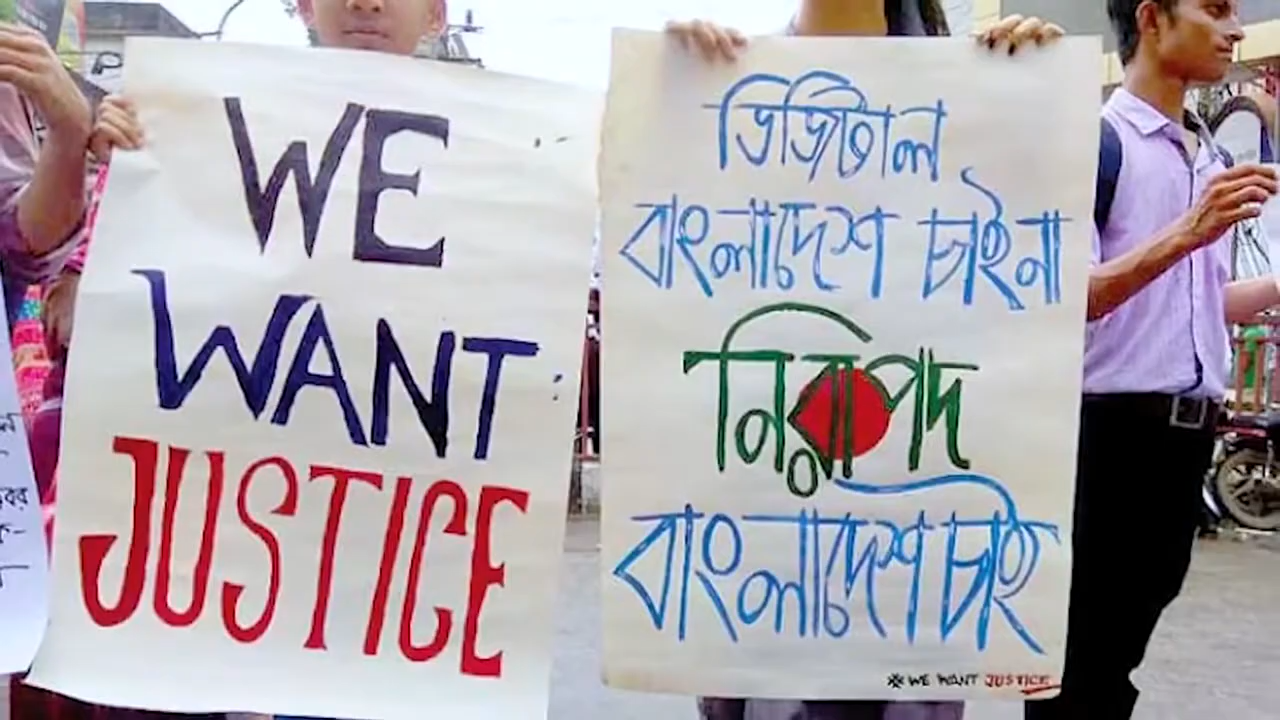 WE
WANT
JUSTICE
ডিজিটাল
বাংলাদেশ চাইনা
নিরাপদ
বাংলাদেশ চাই
※ WE WANT JUSTICE